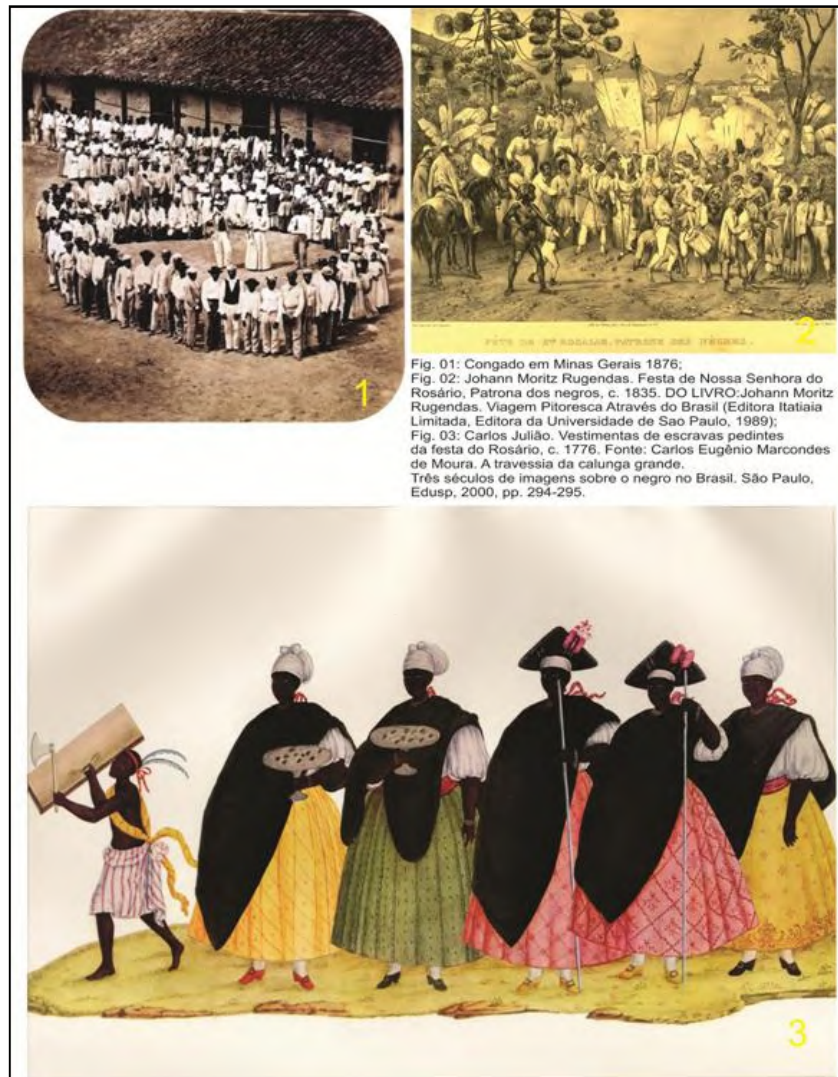 1
FÊTE DE Ste ROSALIE, PATRONE DES NÈGRES.
2
Fig. 01: Congado em Minas Gerais 1876;
Fig. 02: Johann Moritz Rugendas. Festa de Nossa Senhora do
Rosário, Patrona dos negros, c. 1835. DO LIVRO:Johann Moritz
Rugendas. Viagem Pitoresca Através do Brasil (Editora Itatiaia
Limitada, Editora da Universidade de Sao Paulo, 1989);
Fig. 03: Carlos Julião. Vestimentas de escravas pedintes
da festa do Rosário, c. 1776. Fonte: Carlos Eugênio Marcondes
de Moura. A travessia da calunga grande.
Três séculos de imagens sobre o negro no Brasil. São Paulo,
Edusp, 2000, pp. 294-295.
3